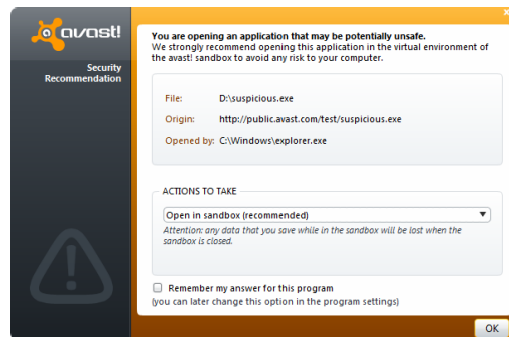 avast!
Security
Recommendation
You are opening an application that may be potentially unsafe.
We strongly recommend opening this application in the virtual environment of
the avast! sandbox to avoid any risk to your computer.
File: D:\suspicious.exe
Origin: http://public.avast.com/test/suspicious.exe
Opened by: C:\Windows\explorer.exe
ACTIONS TO TAKE
Open in sandbox (recommended)
Attention: any data that you save while in the sandbox will be lost when the
sandbox is closed.
Remember my answer for this program
(you can later change this option in the program settings)
OK